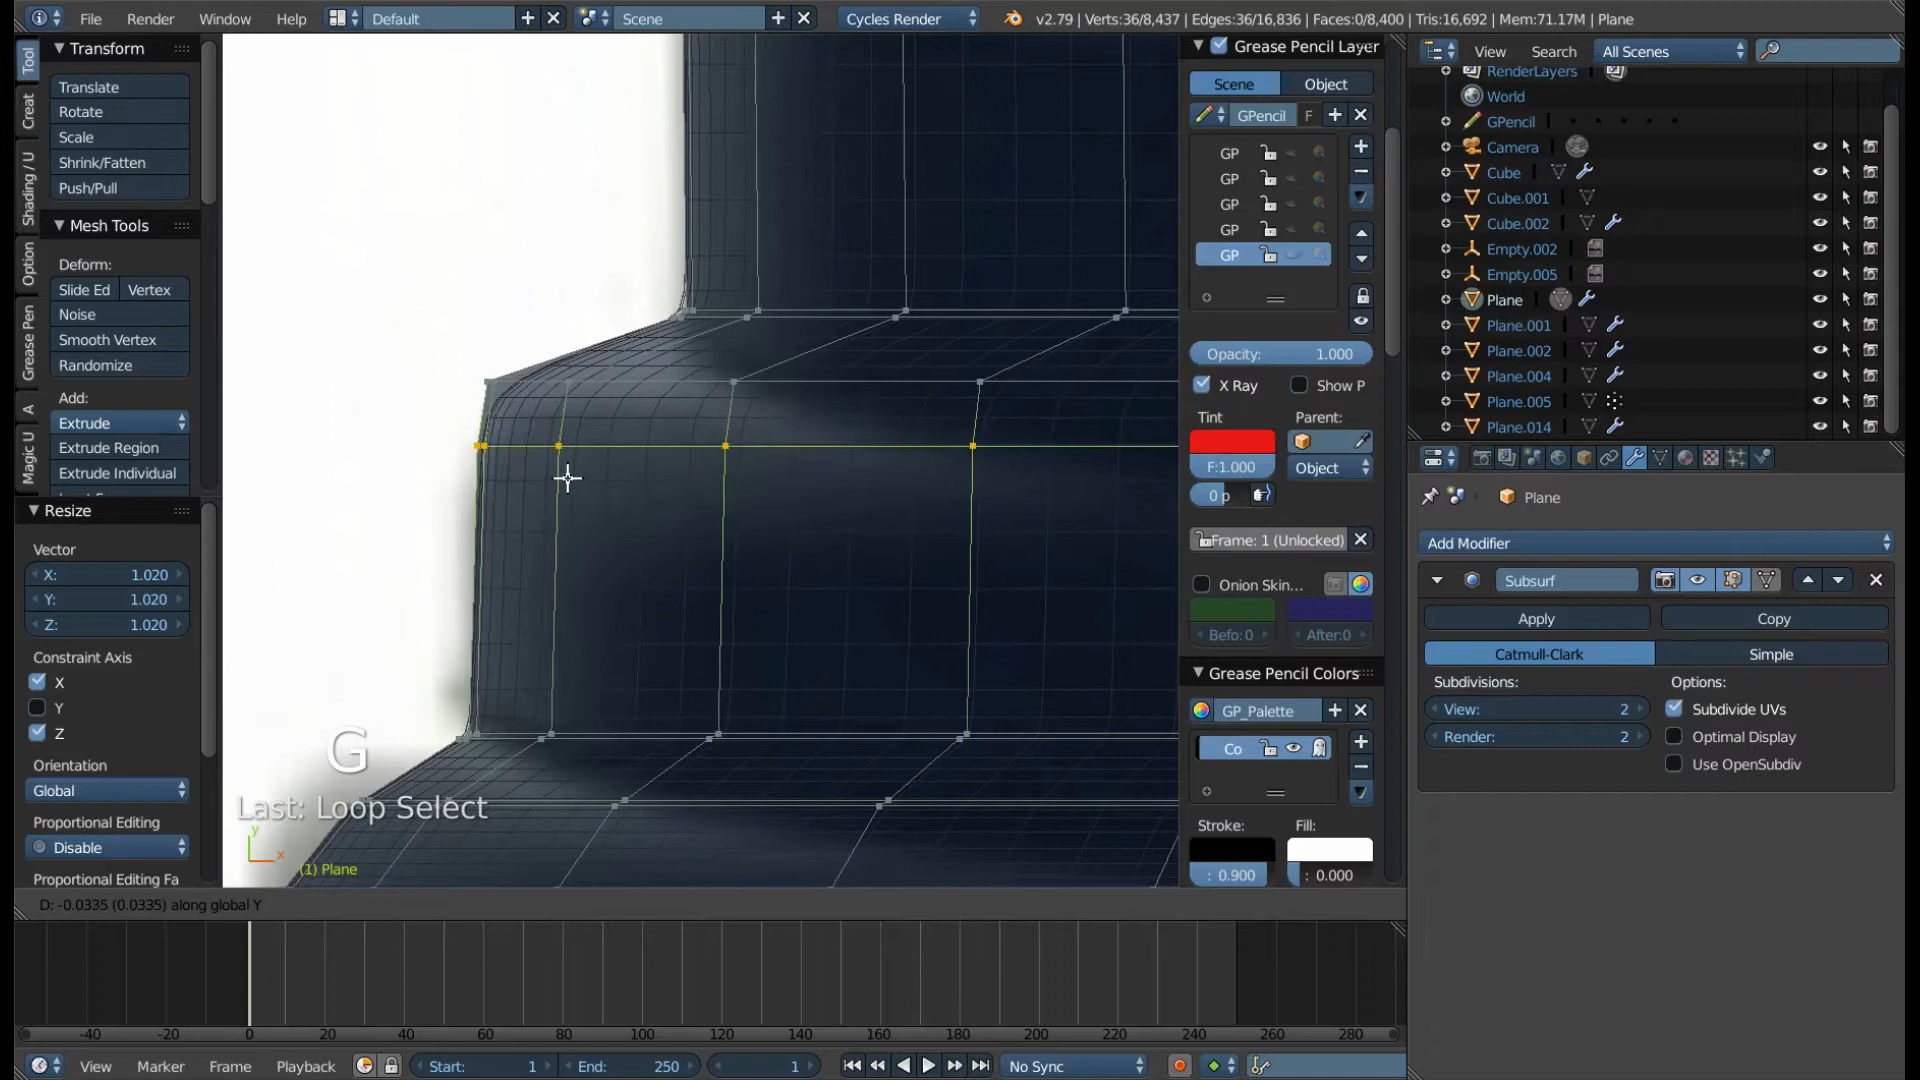 File Render Window Help Default Scene Cycles Render v2.79 | Verts:36/8,437 | Edges:36/16,836 | Faces:0/8,400 | Tris:16,692 | Mem:71.17M | Plane
Tool
Creat
Shading / U
Option
Grease Pen
A
Magic U
Transform
Translate
Rotate
Scale
Shrink/Fatten
Push/Pull
Mesh Tools
Deform:
Slide Ed Vertex
Noise
Smooth Vertex
Randomize
Add:
Extrude
Extrude Region
Extrude Individual
Resize
Vector
X: 1.020
Y: 1.020
Z: 1.020
Constraint Axis
X
Y
Z
Orientation
Global
Proportional Editing
Disable
Proportional Editing Fa
G
Last: Loop Select
y
x
(1) Plane
D: -0.0335 (0.0335) along global Y
Grease Pencil Layer
Scene Object
GPencil F
GP
GP
GP
GP
GP
Opacity: 1.000
X Ray Show P
Tint Parent:
F:1.000 Object
0 p
Frame: 1 (Unlocked)
Onion Skin...
Befo:0 After:0
Grease Pencil Colors
GP_Palette
Co
Stroke: Fill:
: 0.900 : 0.000
View Search All Scenes
RenderLayers
World
GPencil
Camera
Cube
Cube.001
Cube.002
Empty.002
Empty.005
Plane
Plane.001
Plane.002
Plane.004
Plane.005
Plane.014
Plane
Add Modifier
Subsurf
Apply Copy
Catmull-Clark Simple
Subdivisions: Options:
View: 2 Subdivide UVs
Render: 2 Optimal Display
Use OpenSubdiv
-40 -20 0 20 40 60 80 100 120 140 160 180 200 220 240 260 280
View Marker Frame Playback Start: 1 End: 250 1 No Sync